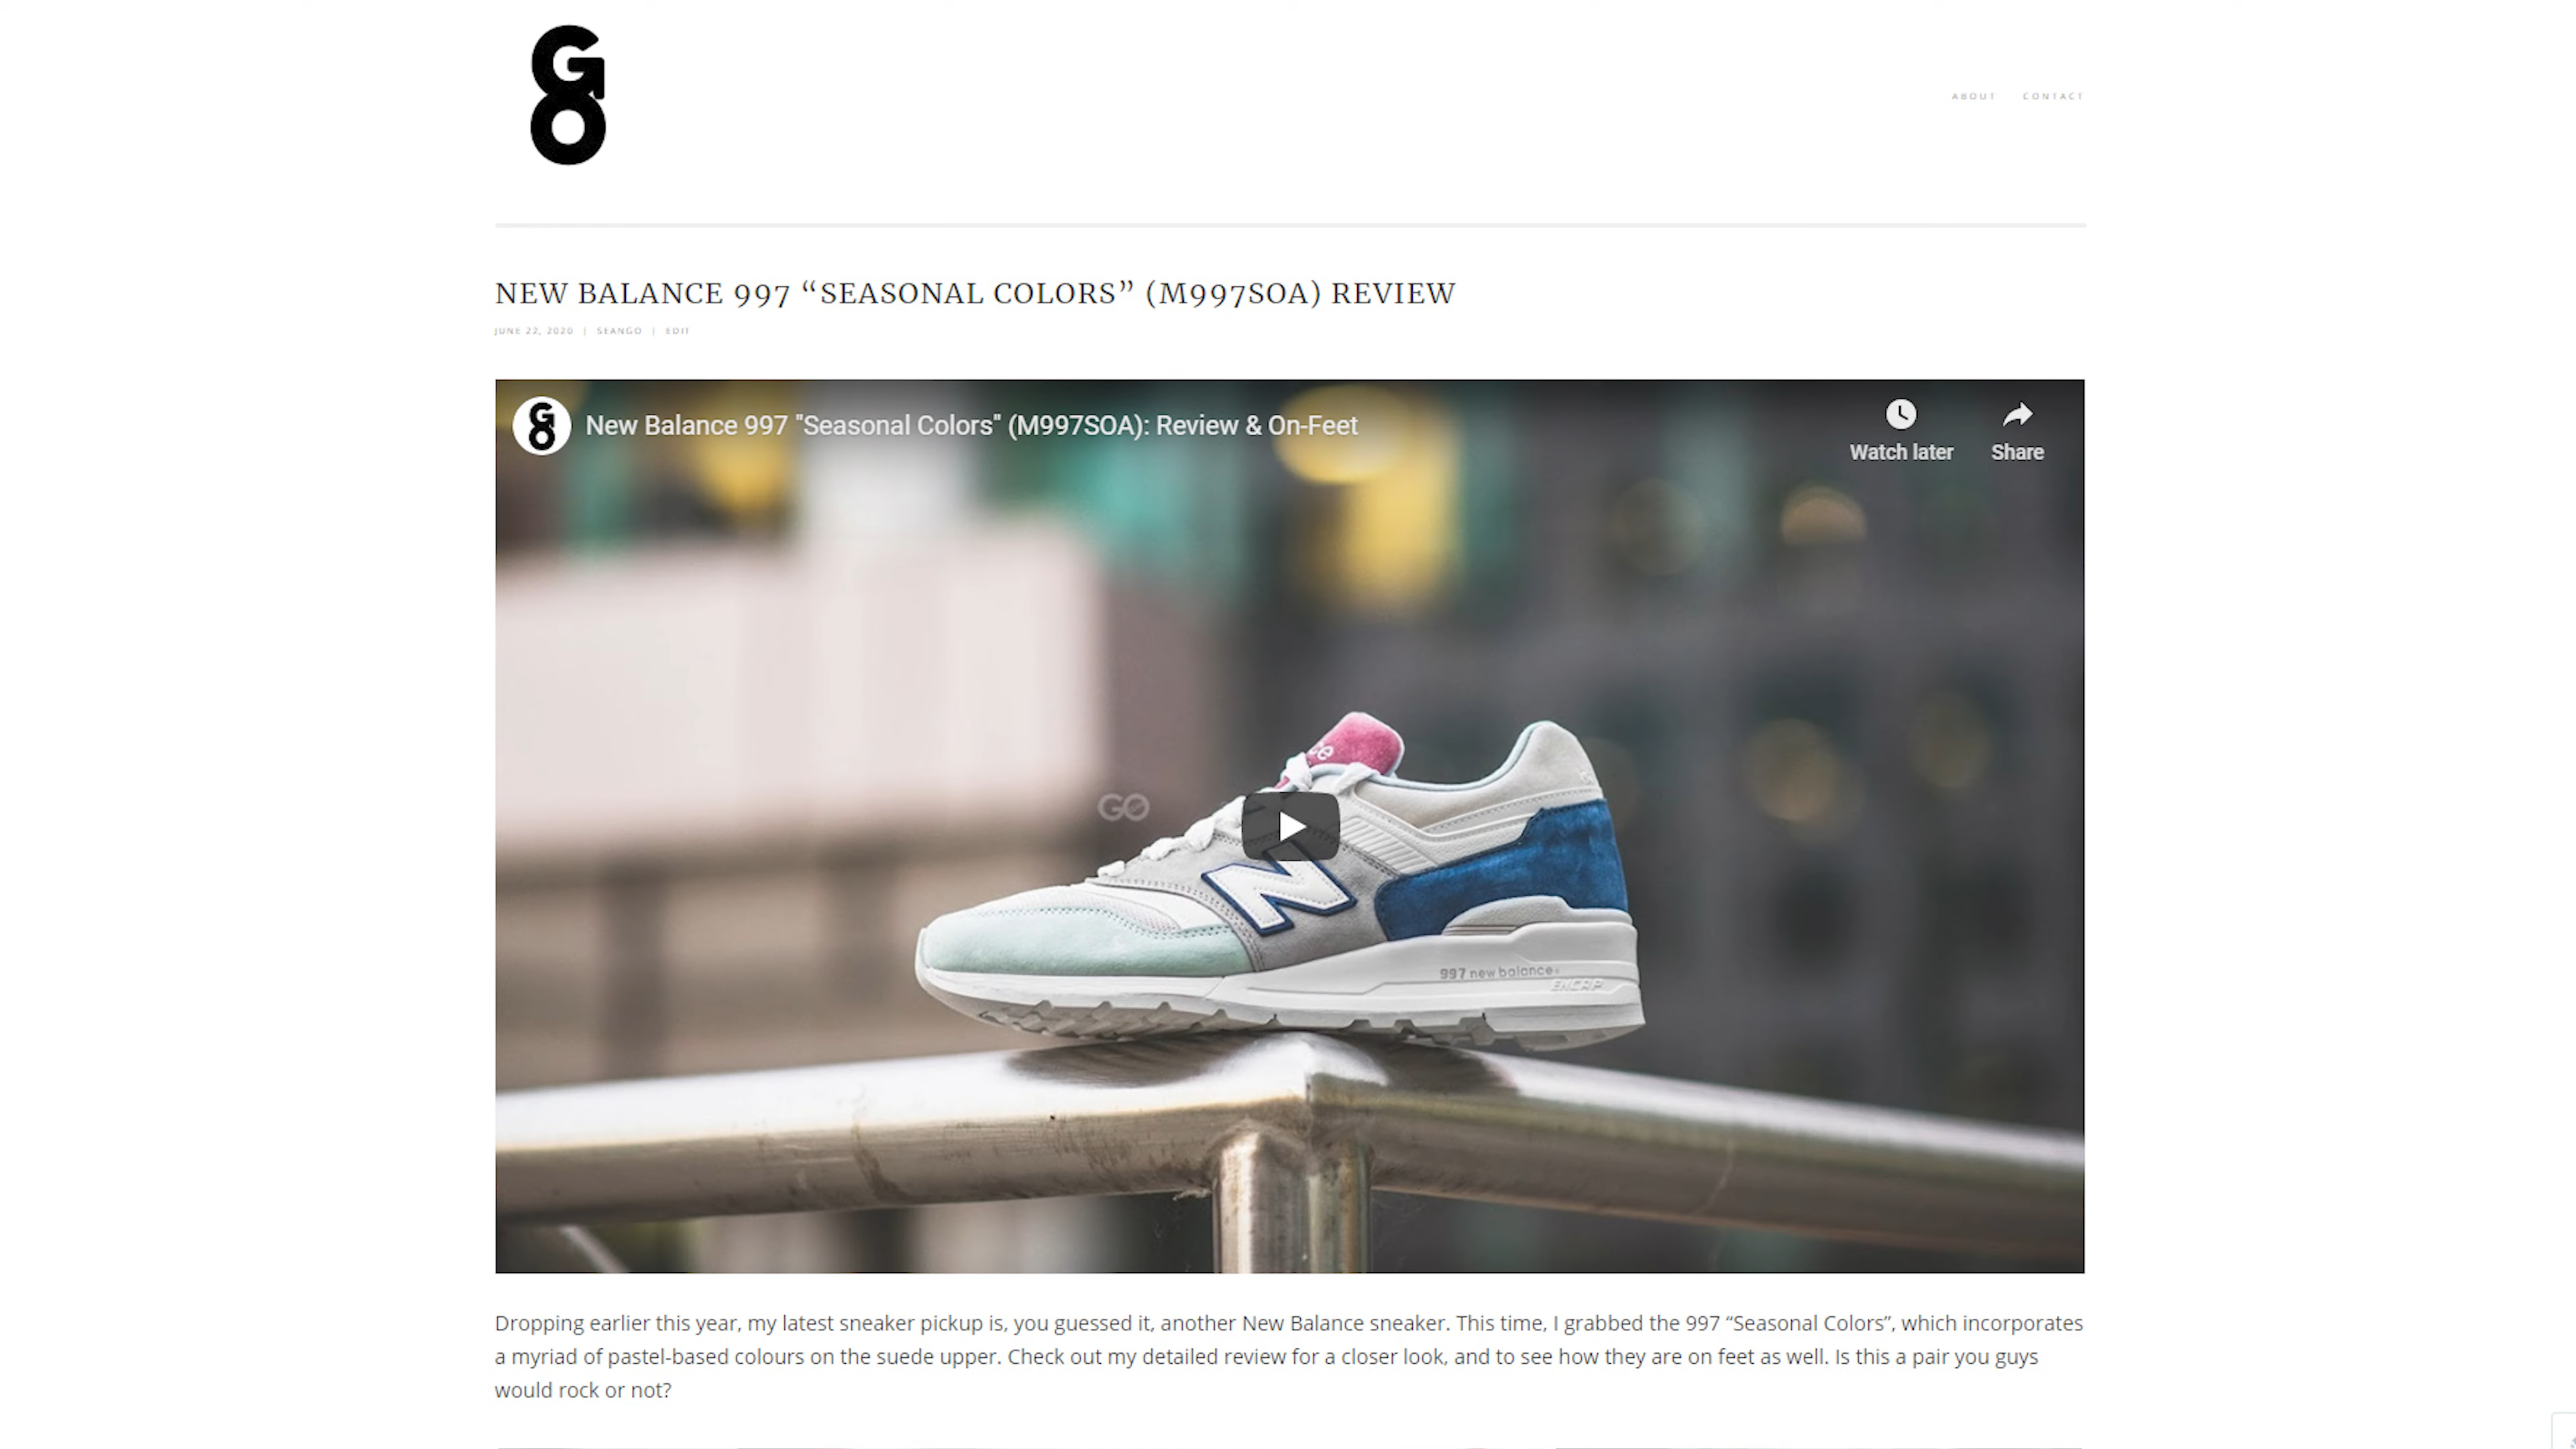 GO
ABOUT CONTACT
NEW BALANCE 997 “SEASONAL COLORS” (M997SOA) REVIEW
JUNE 22, 2020 | SEANGO | EDIT
GO New Balance 997 "Seasonal Colors" (M997SOA): Review & On-Feet
Watch later Share
ce
GO
N
997 new balance
ENCAP
Dropping earlier this year, my latest sneaker pickup is, you guessed it, another New Balance sneaker. This time, I grabbed the 997 “Seasonal Colors”, which incorporates
a myriad of pastel-based colours on the suede upper. Check out my detailed review for a closer look, and to see how they are on feet as well. Is this a pair you guys
would rock or not?